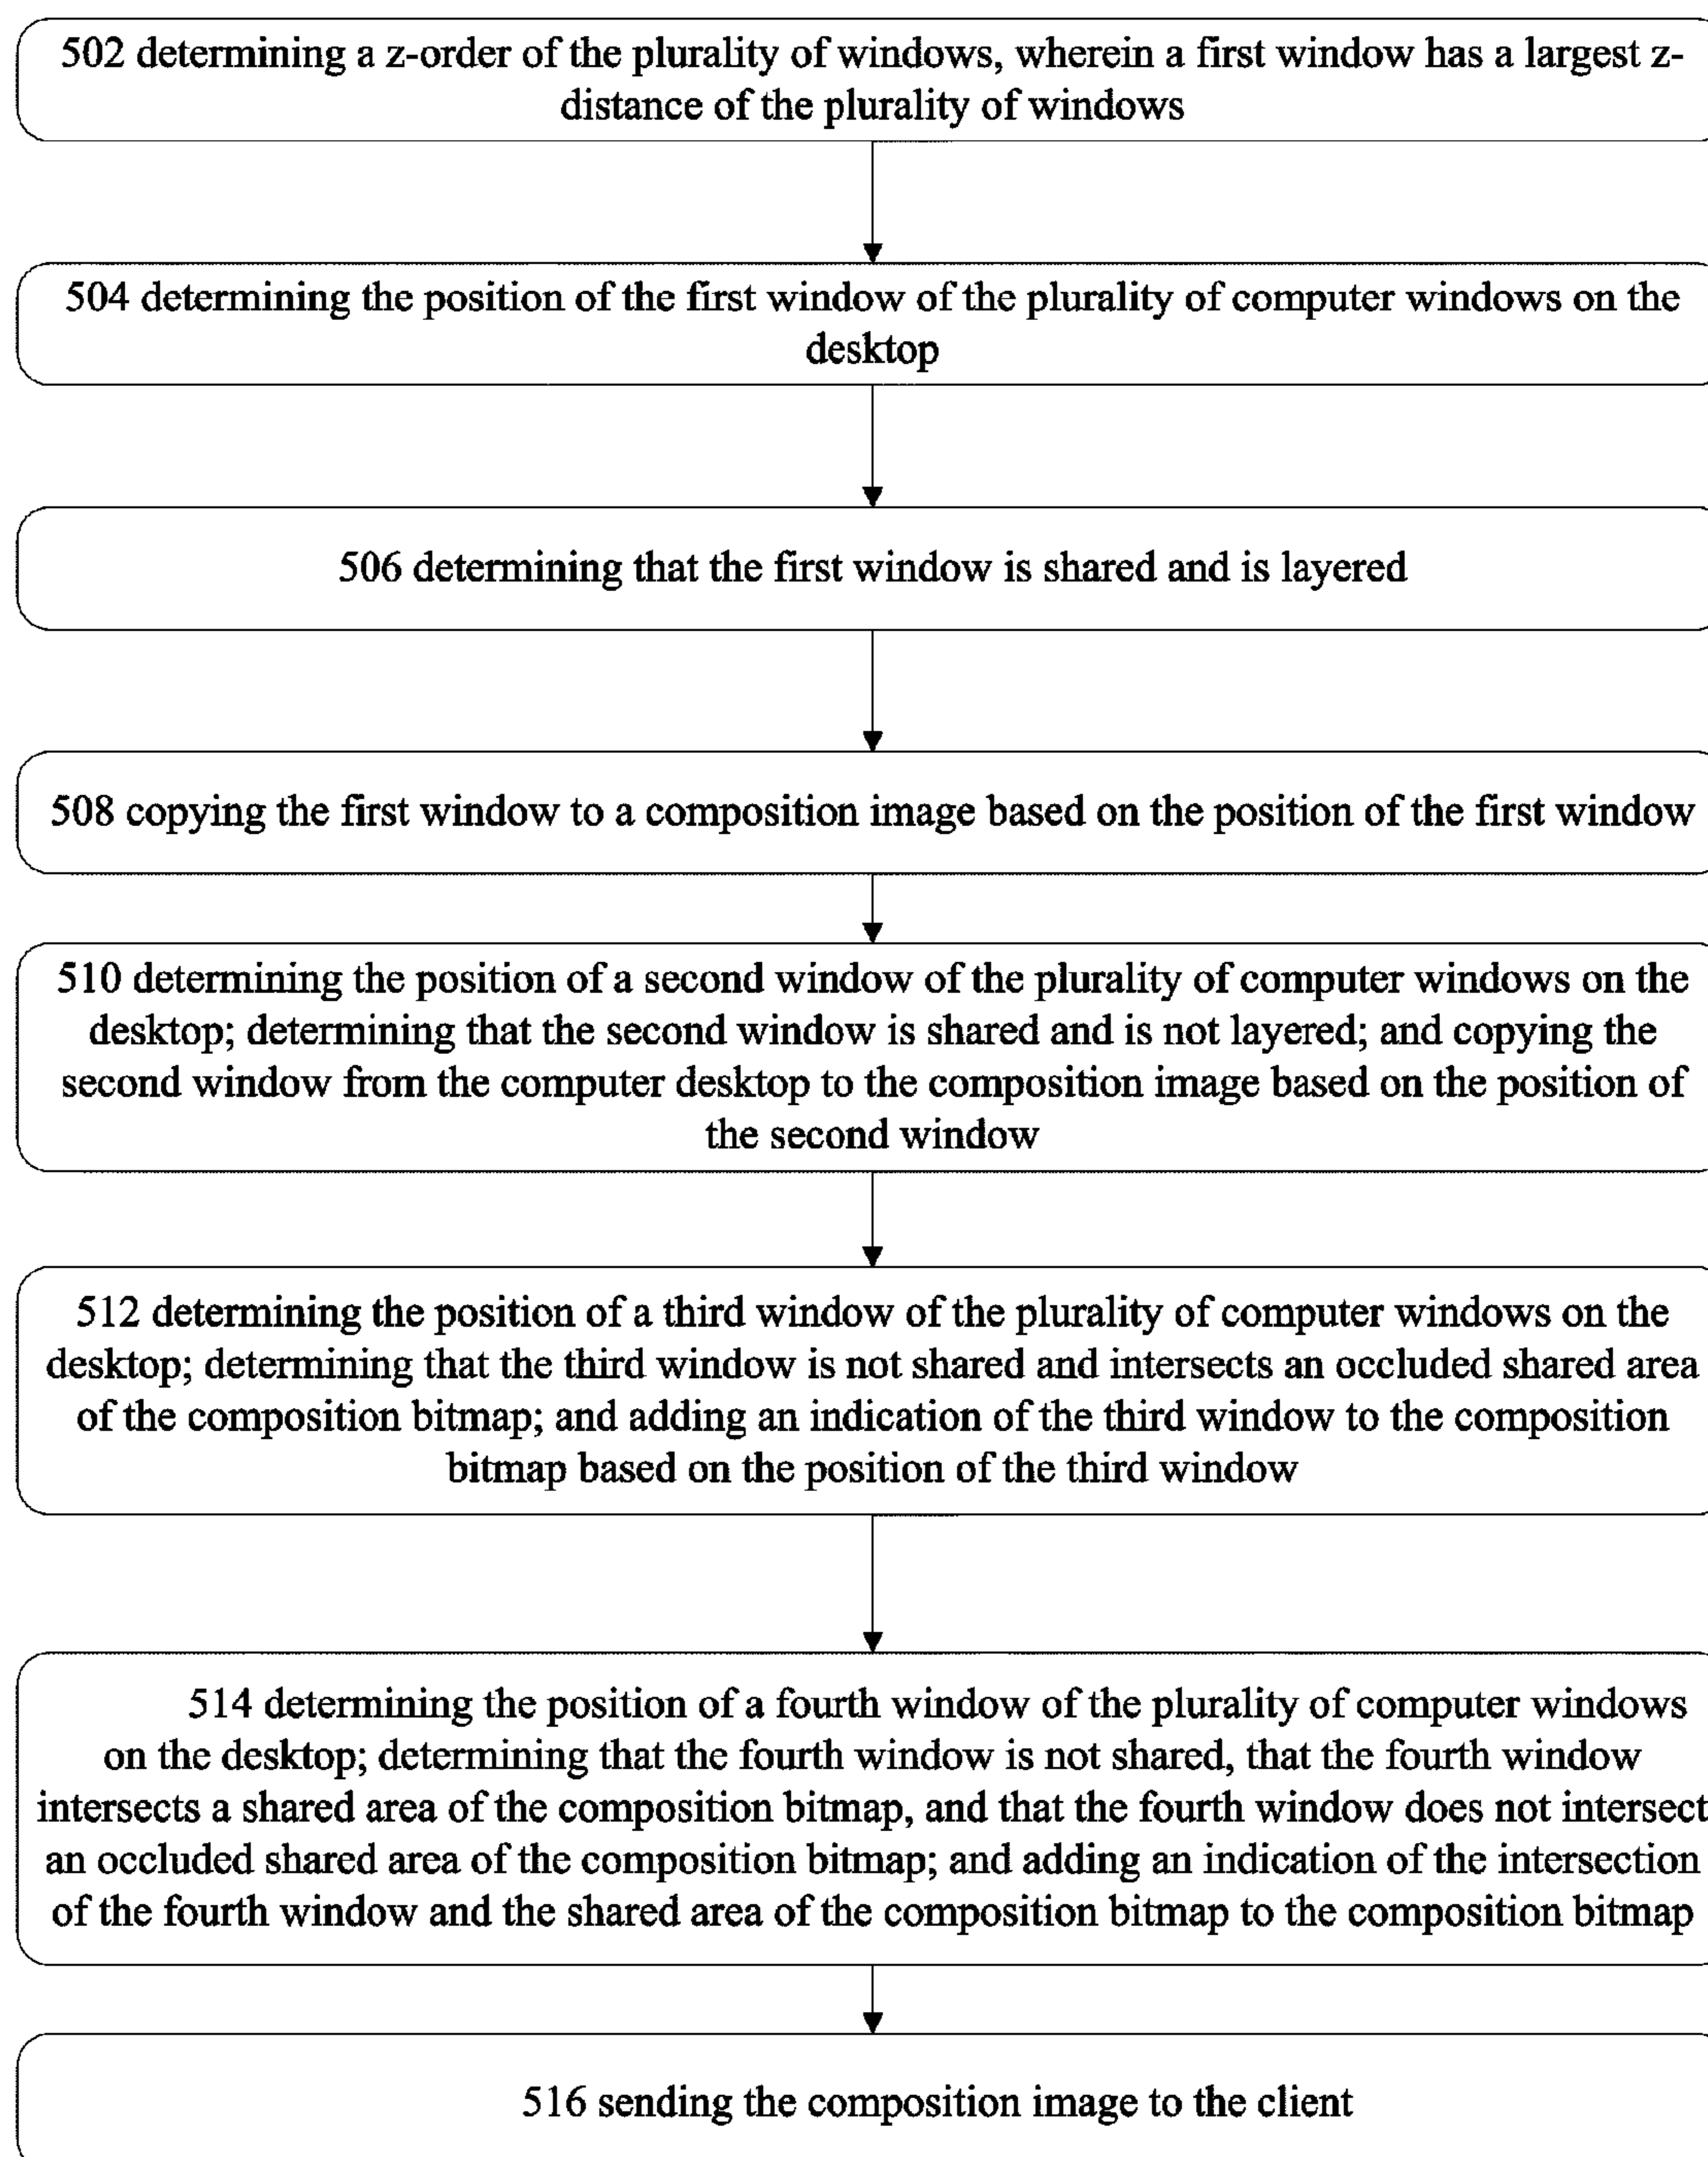 502 determining a z-order of the plurality of windows, wherein a first window has a largest z-
distance of the plurality of windows
504 determining the position of the first window of the plurality of computer windows on the
desktop
506 determining that the first window is shared and is layered
508 copying the first window to a composition image based on the position of the first window
510 determining the position of a second window of the plurality of computer windows on the
desktop; determining that the second window is shared and is not layered; and copying the
second window from the computer desktop to the composition image based on the position of
the second window
512 determining the position of a third window of the plurality of computer windows on the
desktop; determining that the third window is not shared and intersects an occluded shared area
of the composition bitmap; and adding an indication of the third window to the composition
bitmap based on the position of the third window
514 determining the position of a fourth window of the plurality of computer windows
on the desktop; determining that the fourth window is not shared, that the fourth window
intersects a shared area of the composition bitmap, and that the fourth window does not intersect
an occluded shared area of the composition bitmap; and adding an indication of the intersection
of the fourth window and the shared area of the composition bitmap to the composition bitmap
516 sending the composition image to the client